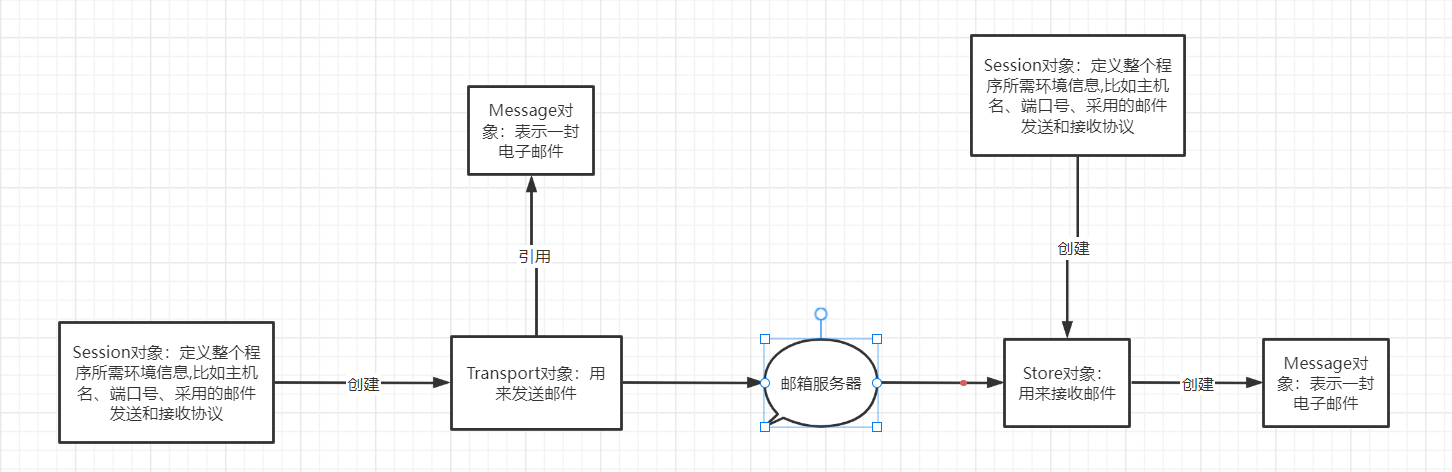 Message对
象：表示一封
电子邮件
Session对象：定义整个程
序所需环境信息,比如主机
名、端口号、采用的邮件
发送和接收协议
引用
创建
Session对象：定义整个程
序所需环境信息,比如主机
名、端口号、采用的邮件
发送和接收协议
创建
Transport对象：用
来发送邮件
邮箱服务器
Store对象：
用来接收邮件
创建
Message对
象：表示一封
电子邮件